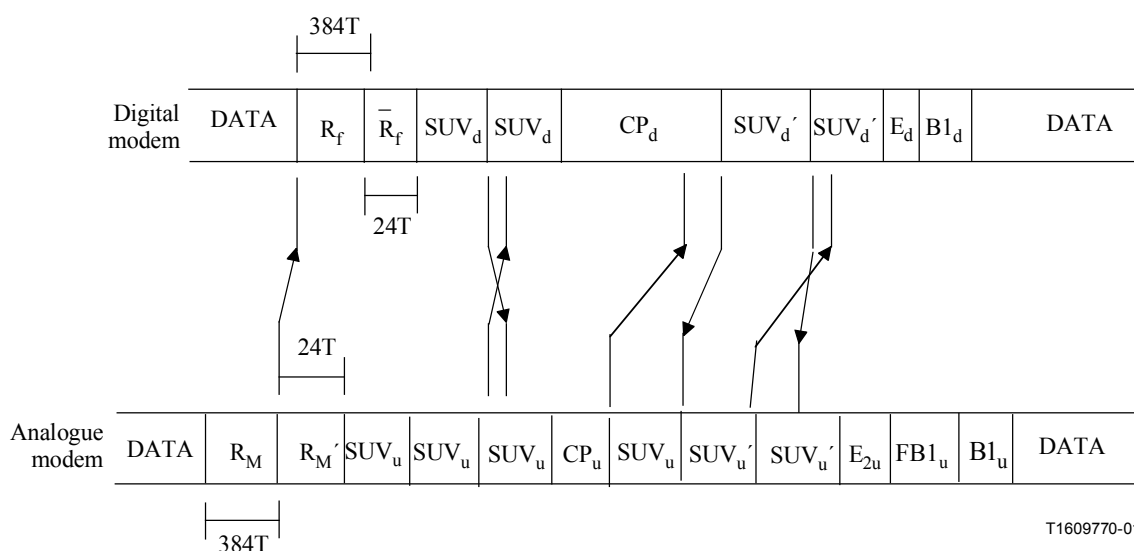 384T
Digital modem
DATA R_f R̅_f SUV_d SUV_d CP_d SUV_d´ SUV_d´ E_d B1_d DATA
24T
24T
Analogue modem
DATA R_M R_M´ SUV_u SUV_u SUV_u CP_u SUV_u SUV_u´ SUV_u´ E_2u FB1_u B1_u DATA
384T